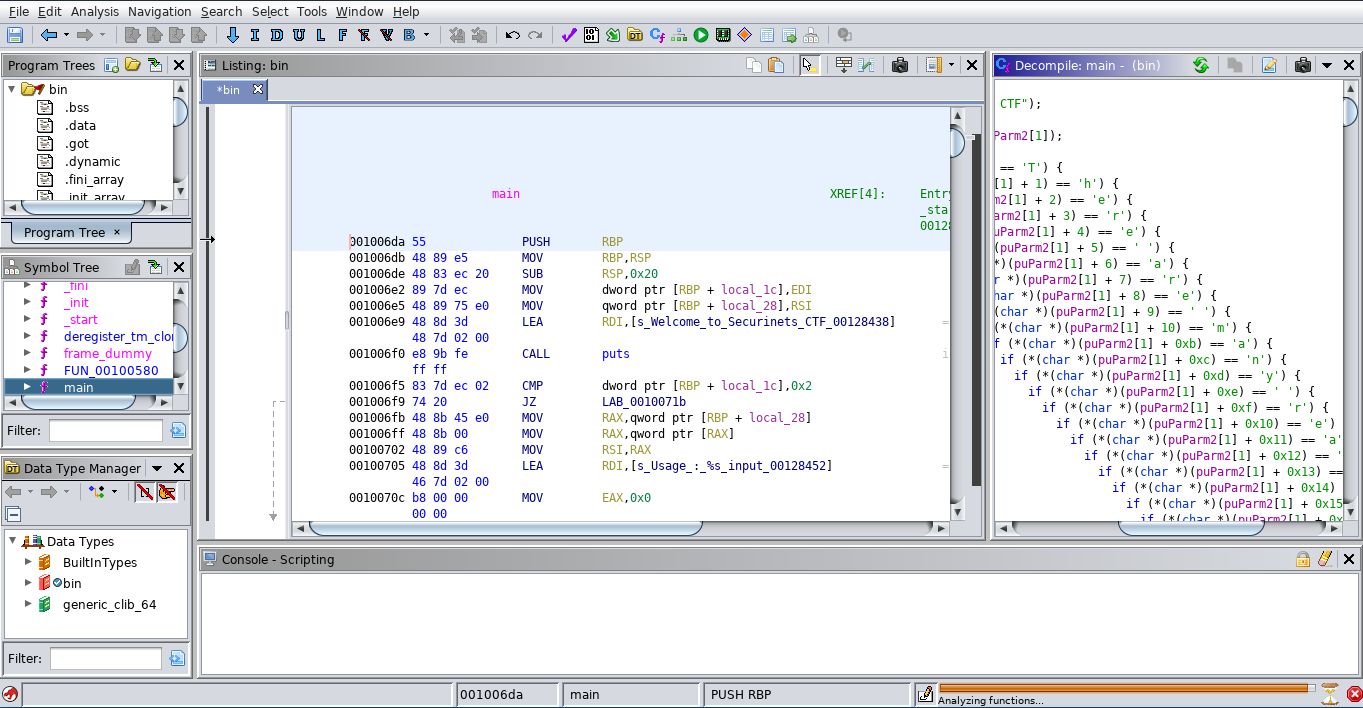 File Edit Analysis Navigation Search Select Tools Window Help
I D U L F B
Program Trees
bin
.bss
.data
.got
.dynamic
.fini_array
.init_array
Program Tree ×
Symbol Tree
_fini
_init
_start
deregister_tm_clo
frame_dummy
FUN_00100580
main
Filter:
Data Type Manager
Data Types
BuiltInTypes
bin
generic_clib_64
Filter:
Listing: bin
*bin
main XREF[4]: Entry
_sta
00128
001006da 55 PUSH RBP
001006db 48 89 e5 MOV RBP,RSP
001006de 48 83 ec 20 SUB RSP,0x20
001006e2 89 7d ec MOV dword ptr [RBP + local_1c],EDI
001006e5 48 89 75 e0 MOV qword ptr [RBP + local_28],RSI
001006e9 48 8d 3d LEA RDI,[s_Welcome_to_Securinets_CTF_00128438] =
48 7d 02 00
001006f0 e8 9b fe CALL puts i
ff ff
001006f5 83 7d ec 02 CMP dword ptr [RBP + local_1c],0x2
001006f9 74 20 JZ LAB_0010071b
001006fb 48 8b 45 e0 MOV RAX,qword ptr [RBP + local_28]
001006ff 48 8b 00 MOV RAX,qword ptr [RAX]
00100702 48 89 c6 MOV RSI,RAX
00100705 48 8d 3d LEA RDI,[s_Usage_:_%s_input_00128452] =
46 7d 02 00
0010070c b8 00 00 MOV EAX,0x0
00 00
Decompile: main - (bin)
CTF");
Parm2[1]);
== 'T') {
[1] + 1) == 'h') {
m2[1] + 2) == 'e') {
arm2[1] + 3) == 'r') {
uParm2[1] + 4) == 'e') {
(puParm2[1] + 5) == ' ') {
*)(puParm2[1] + 6) == 'a') {
r *)(puParm2[1] + 7) == 'r') {
har *)(puParm2[1] + 8) == 'e') {
(char *)(puParm2[1] + 9) == ' ') {
(*(char *)(puParm2[1] + 10) == 'm') {
f (*(char *)(puParm2[1] + 0xb) == 'a') {
if (*(char *)(puParm2[1] + 0xc) == 'n') {
if (*(char *)(puParm2[1] + 0xd) == 'y') {
if (*(char *)(puParm2[1] + 0xe) == ' ') {
if (*(char *)(puParm2[1] + 0xf) == 'r') {
if (*(char *)(puParm2[1] + 0x10) == 'e')
if (*(char *)(puParm2[1] + 0x11) == 'a'
if (*(char *)(puParm2[1] + 0x12) == '
if (*(char *)(puParm2[1] + 0x13) ==
if (*(char *)(puParm2[1] + 0x14)
if (*(char *)(puParm2[1] + 0x15
if (*(char *)(puParm2[1] + 0x
Console - Scripting
001006da main PUSH RBP
Analyzing functions...